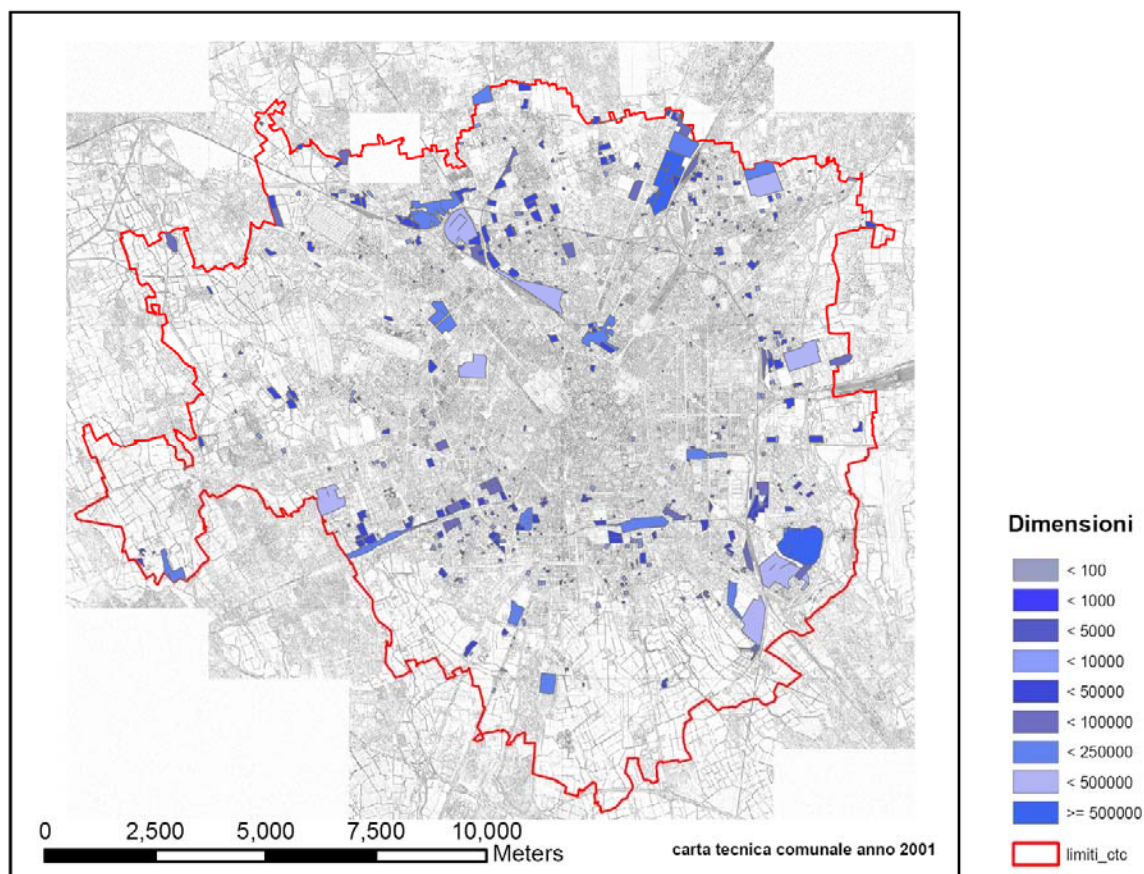 0 2,500 5,000 7,500 10,000
Meters
carta tecnica comunale anno 2001
Dimensioni
< 100
< 1000
< 5000
< 10000
< 50000
< 100000
< 250000
< 500000
>= 500000
limiti_ctc